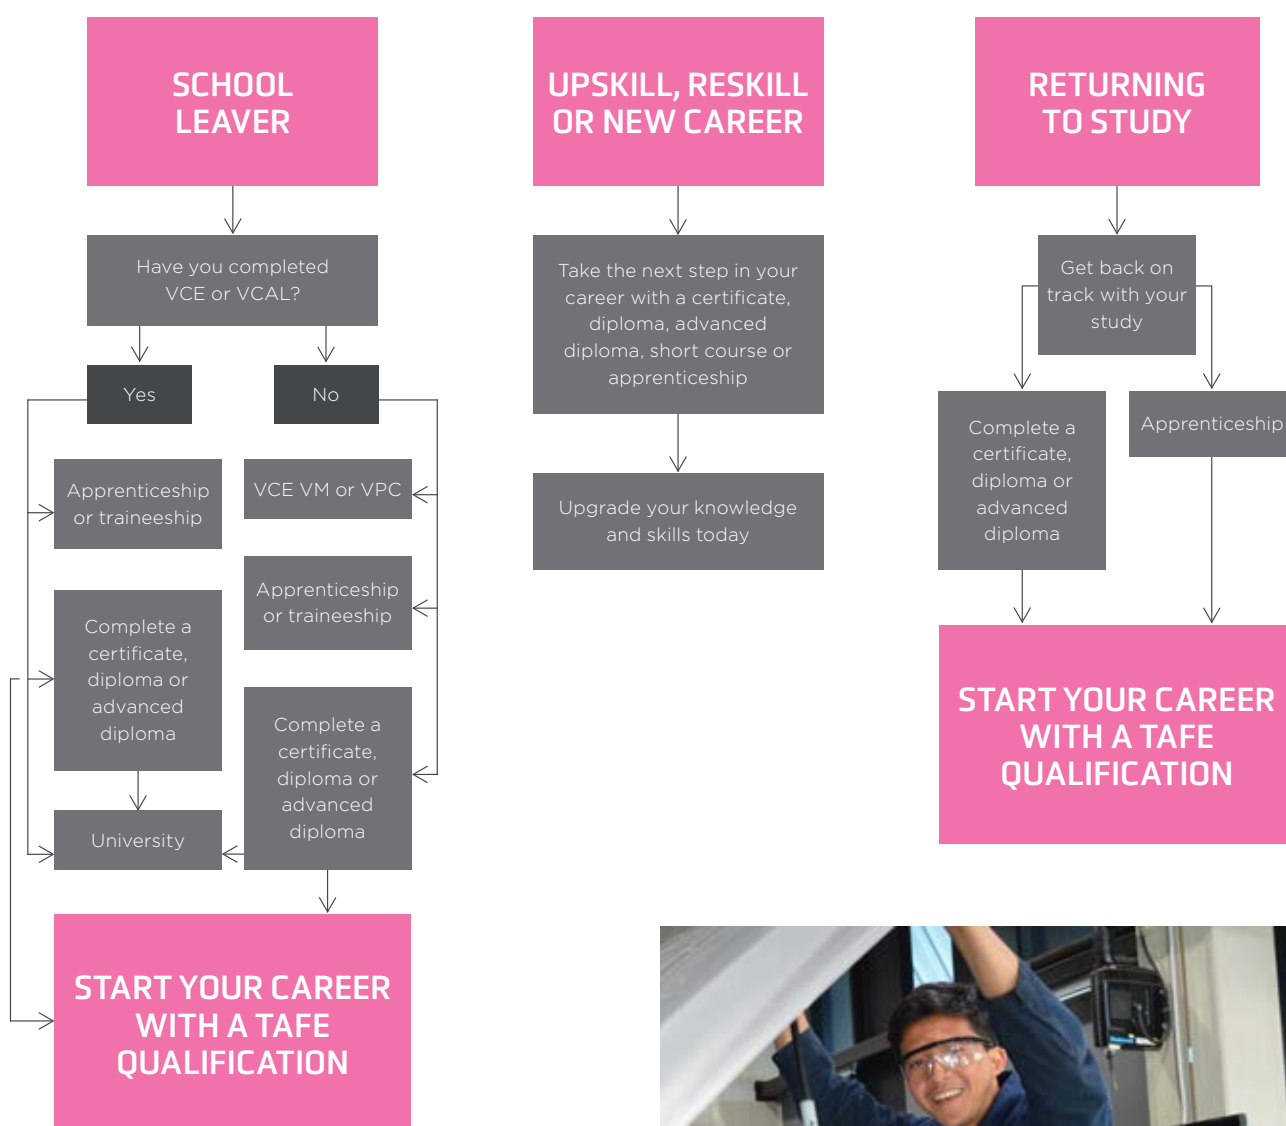 SCHOOL
LEAVER
Have you completed
VCE or VCAL?
Yes
No
Apprenticeship
or traineeship
VCE VM or VPC
Apprenticeship
or traineeship
Complete a
certificate,
diploma or
advanced
diploma
Complete a
certificate,
diploma or
advanced
diploma
University
START YOUR CAREER
WITH A TAFE
QUALIFICATION
UPSKILL, RESKILL
OR NEW CAREER
Take the next step in your
career with a certificate,
diploma, advanced
diploma, short course or
apprenticeship
Upgrade your knowledge
and skills today
RETURNING
TO STUDY
Get back on
track with your
study
Complete a
certificate,
diploma or
advanced
diploma
Apprenticeship
START YOUR CAREER
WITH A TAFE
QUALIFICATION